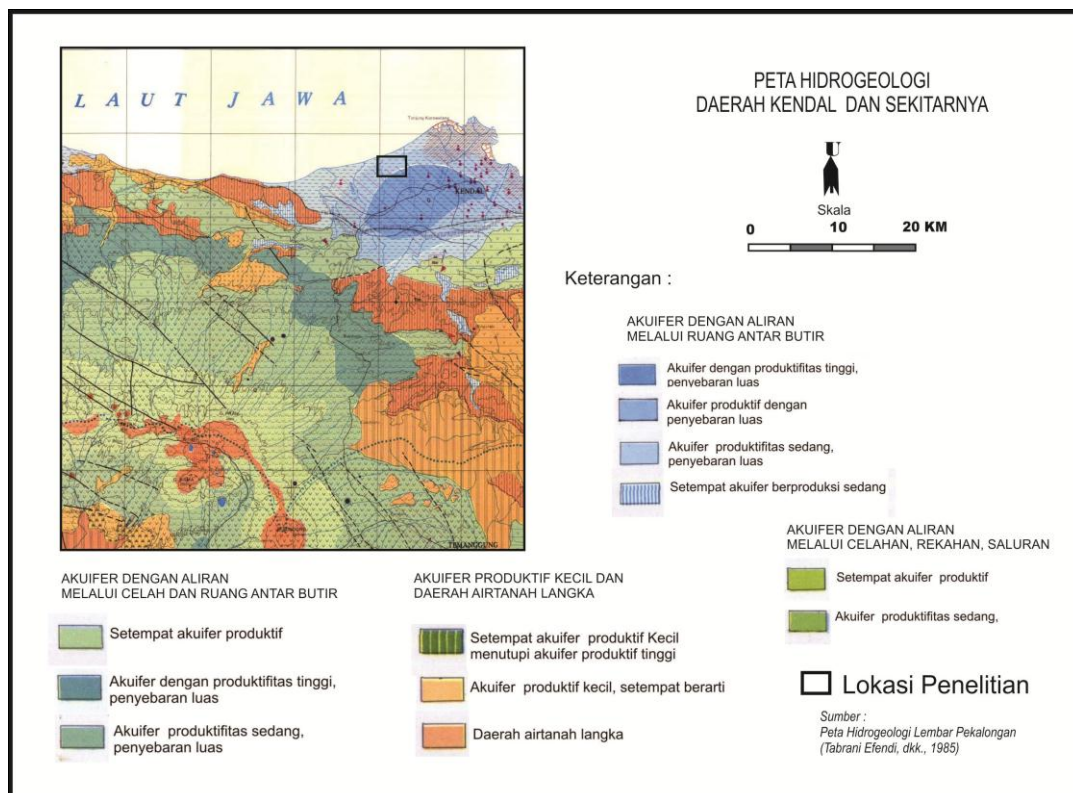 PETA HIDROGEOLOGI
DAERAH KENDAL DAN SEKITARNYA
U
Skala
0 10 20 KM
LAUT JAWA
Tanjung Korowelang
KENDAL
TEMANGGUNG
Keterangan :
AKUIFER DENGAN ALIRAN
MELALUI RUANG ANTAR BUTIR
Akuifer dengan produktifitas tinggi,
penyebaran luas
Akuifer produktif dengan
penyebaran luas
Akuifer produktifitas sedang,
penyebaran luas
Setempat akuifer berproduksi sedang
AKUIFER DENGAN ALIRAN
MELALUI CELAHAN, REKAHAN, SALURAN
Setempat akuifer produktif
Akuifer produktifitas sedang,
AKUIFER DENGAN ALIRAN
MELALUI CELAH DAN RUANG ANTAR BUTIR
Setempat akuifer produktif
Akuifer dengan produktifitas tinggi,
penyebaran luas
Akuifer produktifitas sedang,
penyebaran luas
AKUIFER PRODUKTIF KECIL DAN
DAERAH AIRTANAH LANGKA
Setempat akuifer produktif Kecil
menutupi akuifer produktif tinggi
Akuifer produktif kecil, setempat berarti
Daerah airtanah langka
Lokasi Penelitian
Sumber :
Peta Hidrogeologi Lembar Pekalongan
(Tabrani Efendi, dkk., 1985)